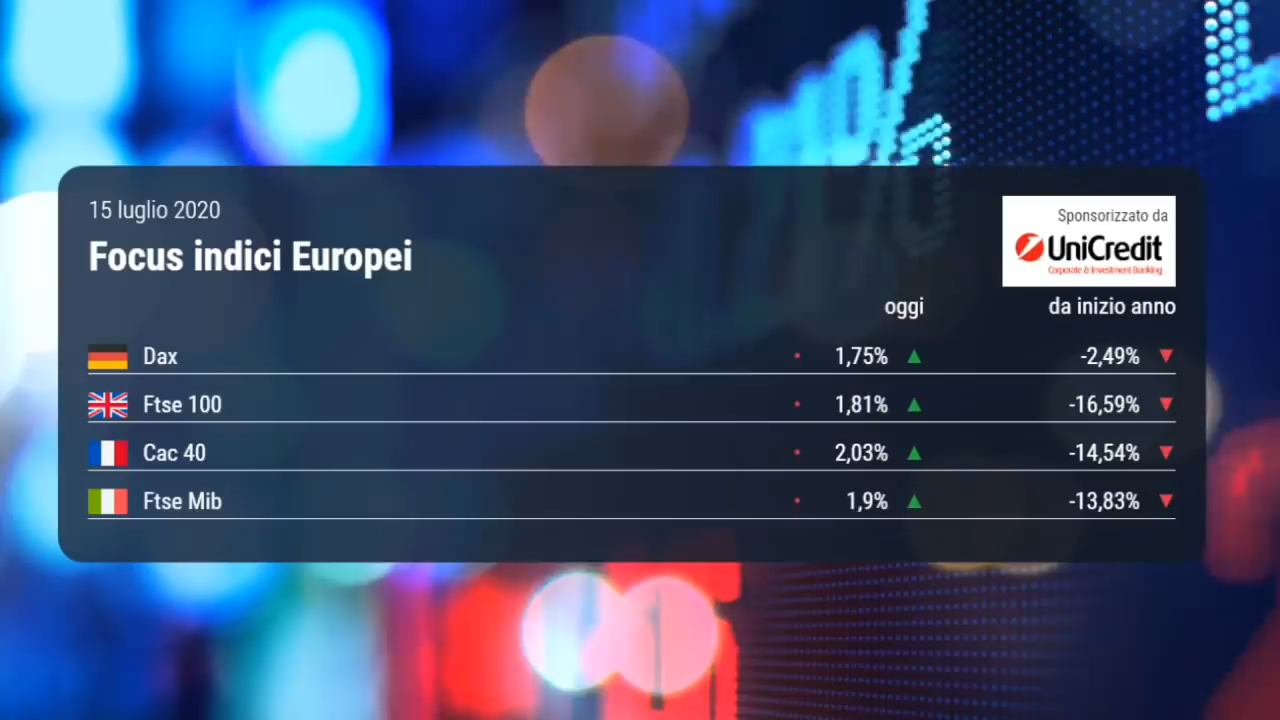 15 luglio 2020
Focus indici Europei
Sponsorizzato da
UniCredit
Corporate & Investment Banking
oggi da inizio anno
Dax 1,75% ▲ -2,49% ▼
Ftse 100 1,81% ▲ -16,59% ▼
Cac 40 2,03% ▲ -14,54% ▼
Ftse Mib 1,9% ▲ -13,83% ▼